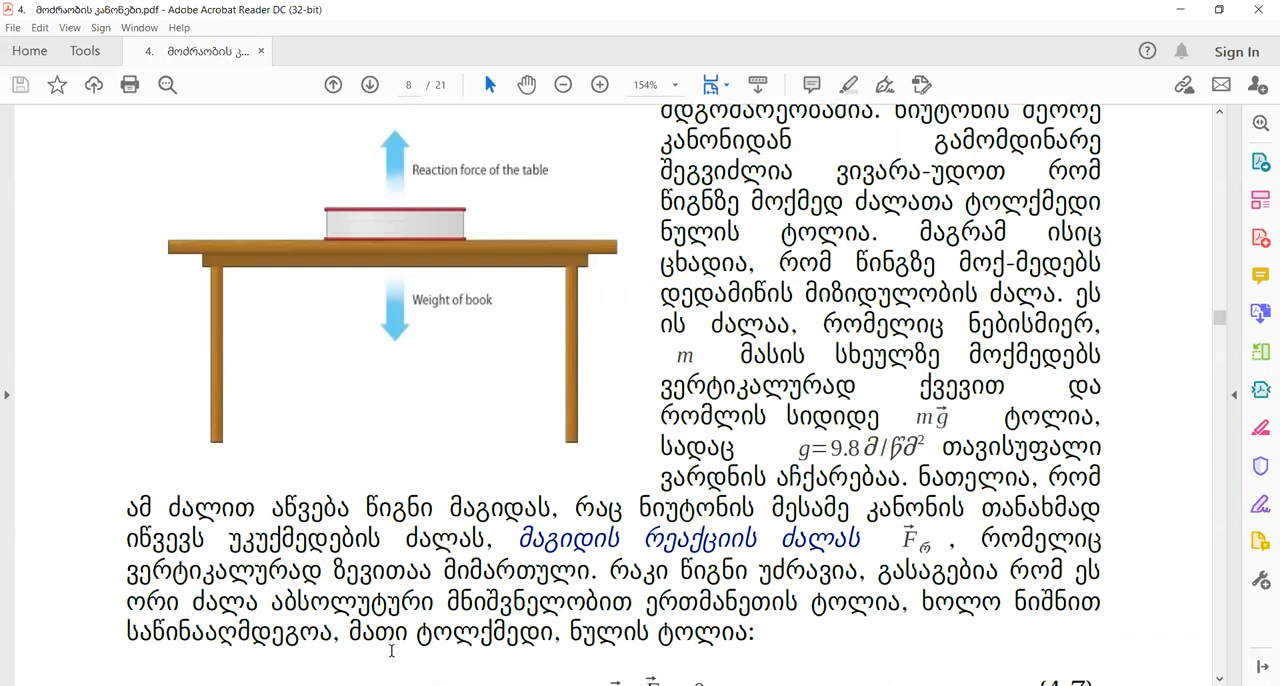 4. მოძრაობის კანონები.pdf - Adobe Acrobat Reader DC (32-bit)
File Edit View Sign Window Help
Home Tools 4. მოძრაობის კ... × Sign In
8 / 21 154%
მდგომარეობაშია. ნიუტონის მეორე
კანონიდან გამომდინარე
შეგვიძლია ვივარა-უდოთ რომ
წიგნზე მოქმედ ძალათა ტოლქმედი
ნულის ტოლია. მაგრამ ისიც
ცხადია, რომ წინგზე მოქ-მედებს
დედამიწის მიზიდულობის ძალა. ეს
ის ძალაა, რომელიც ნებისმიერ,
m მასის სხეულზე მოქმედებს
ვერტიკალურად ქვევით და
რომლის სიდიდე m\vec{g} ტოლია,
სადაც g=9.8 მ/წმ² თავისუფალი
ვარდნის აჩქარებაა. ნათელია, რომ
Reaction force of the table
Weight of book
ამ ძალით აწვება წიგნი მაგიდას, რაც ნიუტონის მესამე კანონის თანახმად
იწვევს უკუქმედების ძალას, მაგიდის რეაქციის ძალას \vec{F}რ , რომელიც
ვერტიკალურად ზევითაა მიმართული. რაკი წიგნი უძრავია, გასაგებია რომ ეს
ორი ძალა აბსოლუტური მნიშვნელობით ერთმანეთის ტოლია, ხოლო ნიშნით
საწინააღმდეგოა, მათი ტოლქმედი, ნულის ტოლია: